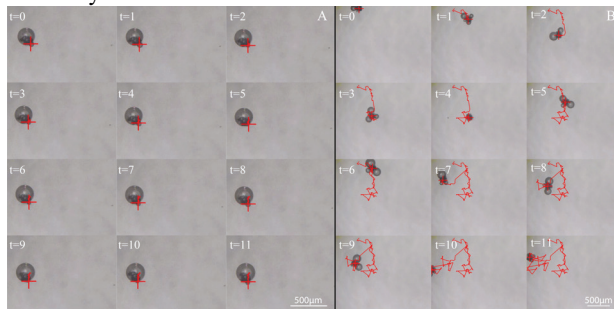 t=0 t=1 t=2 A t=0 t=1 t=2 B
t=3 t=4 t=5 t=3 t=4 t=5
t=6 t=7 t=8 t=6 t=7 t=8
t=9 t=10 t=11 t=9 t=10 t=11
500μm 500μm